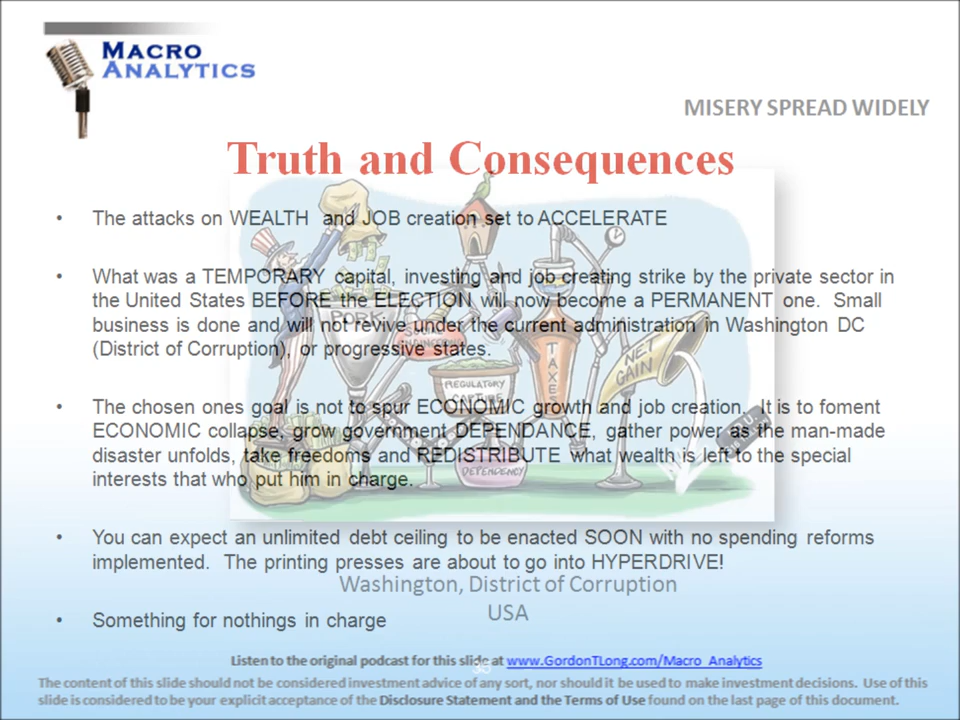 MACRO
ANALYTICS
MISERY SPREAD WIDELY
Truth and Consequences
• The attacks on WEALTH and JOB creation set to ACCELERATE
• What was a TEMPORARY capital, investing and job creating strike by the private sector in
the United States BEFORE the ELECTION will now become a PERMANENT one. Small
business is done and will not revive under the current administration in Washington DC
(District of Corruption), or progressive states.
• The chosen ones goal is not to spur ECONOMIC growth and job creation. It is to foment
ECONOMIC collapse, grow government DEPENDANCE, gather power as the man-made
disaster unfolds, take freedoms and REDISTRIBUTE what wealth is left to the special
interests that who put him in charge.
• You can expect an unlimited debt ceiling to be enacted SOON with no spending reforms
implemented. The printing presses are about to go into HYPERDRIVE!
• Something for nothings in charge
PORK
SOCIAL
ENGINEERING
REGULATORY
CAPTURE
TAXES
NET
GAIN
DEPENDENCY
Washington, District of Corruption
USA
Listen to the original podcast for this slide at www.GordonTLong.com/Macro_Analytics
The content of this slide should not be considered investment advice of any sort, nor should it be used to make investment decisions. Use of this
slide is considered to be your explicit acceptance of the Disclosure Statement and the Terms of Use found on the last page of this document.